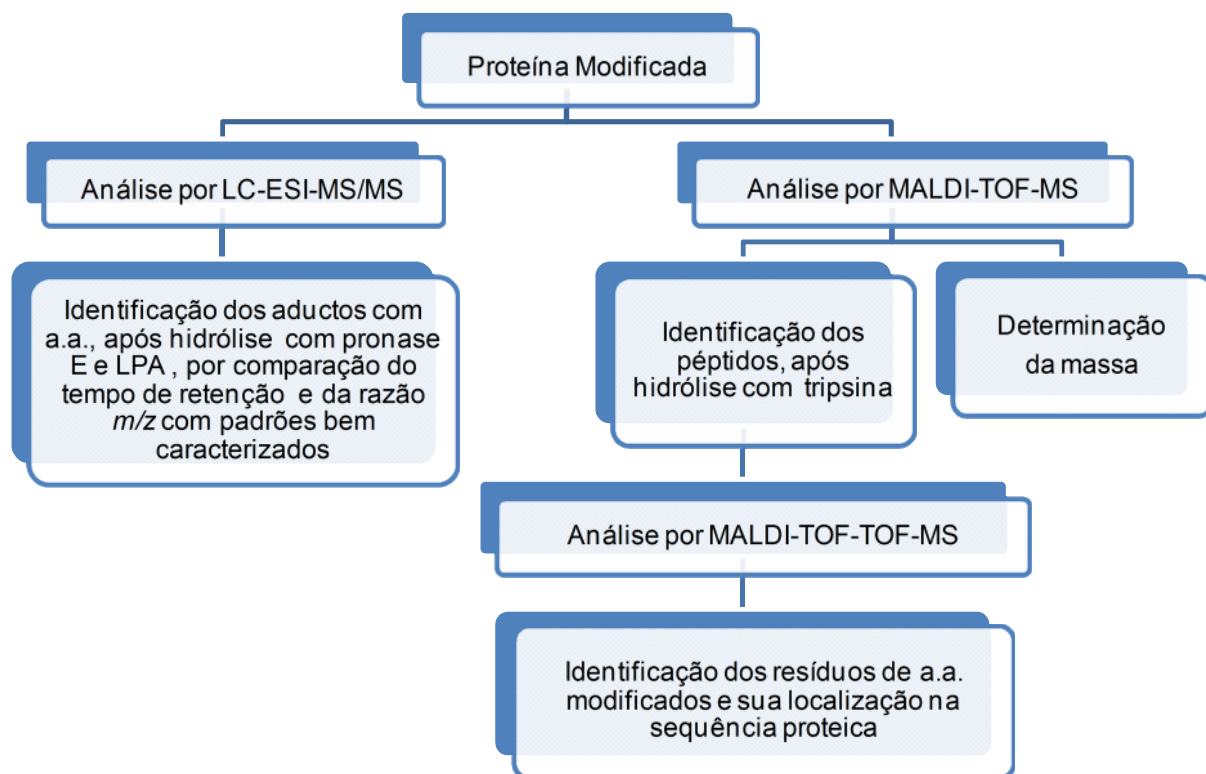 Proteína Modificada
Análise por LC-ESI-MS/MS
Análise por MALDI-TOF-MS
Identificação dos aductos com
a.a., após hidrólise com pronase
E e LPA , por comparação do
tempo de retenção e da razão
m/z com padrões bem
caracterizados
Identificação dos
péptidos, após
hidrólise com tripsina
Determinação
da massa
Análise por MALDI-TOF-TOF-MS
Identificação dos resíduos de a.a.
modificados e sua localização na
sequência proteica